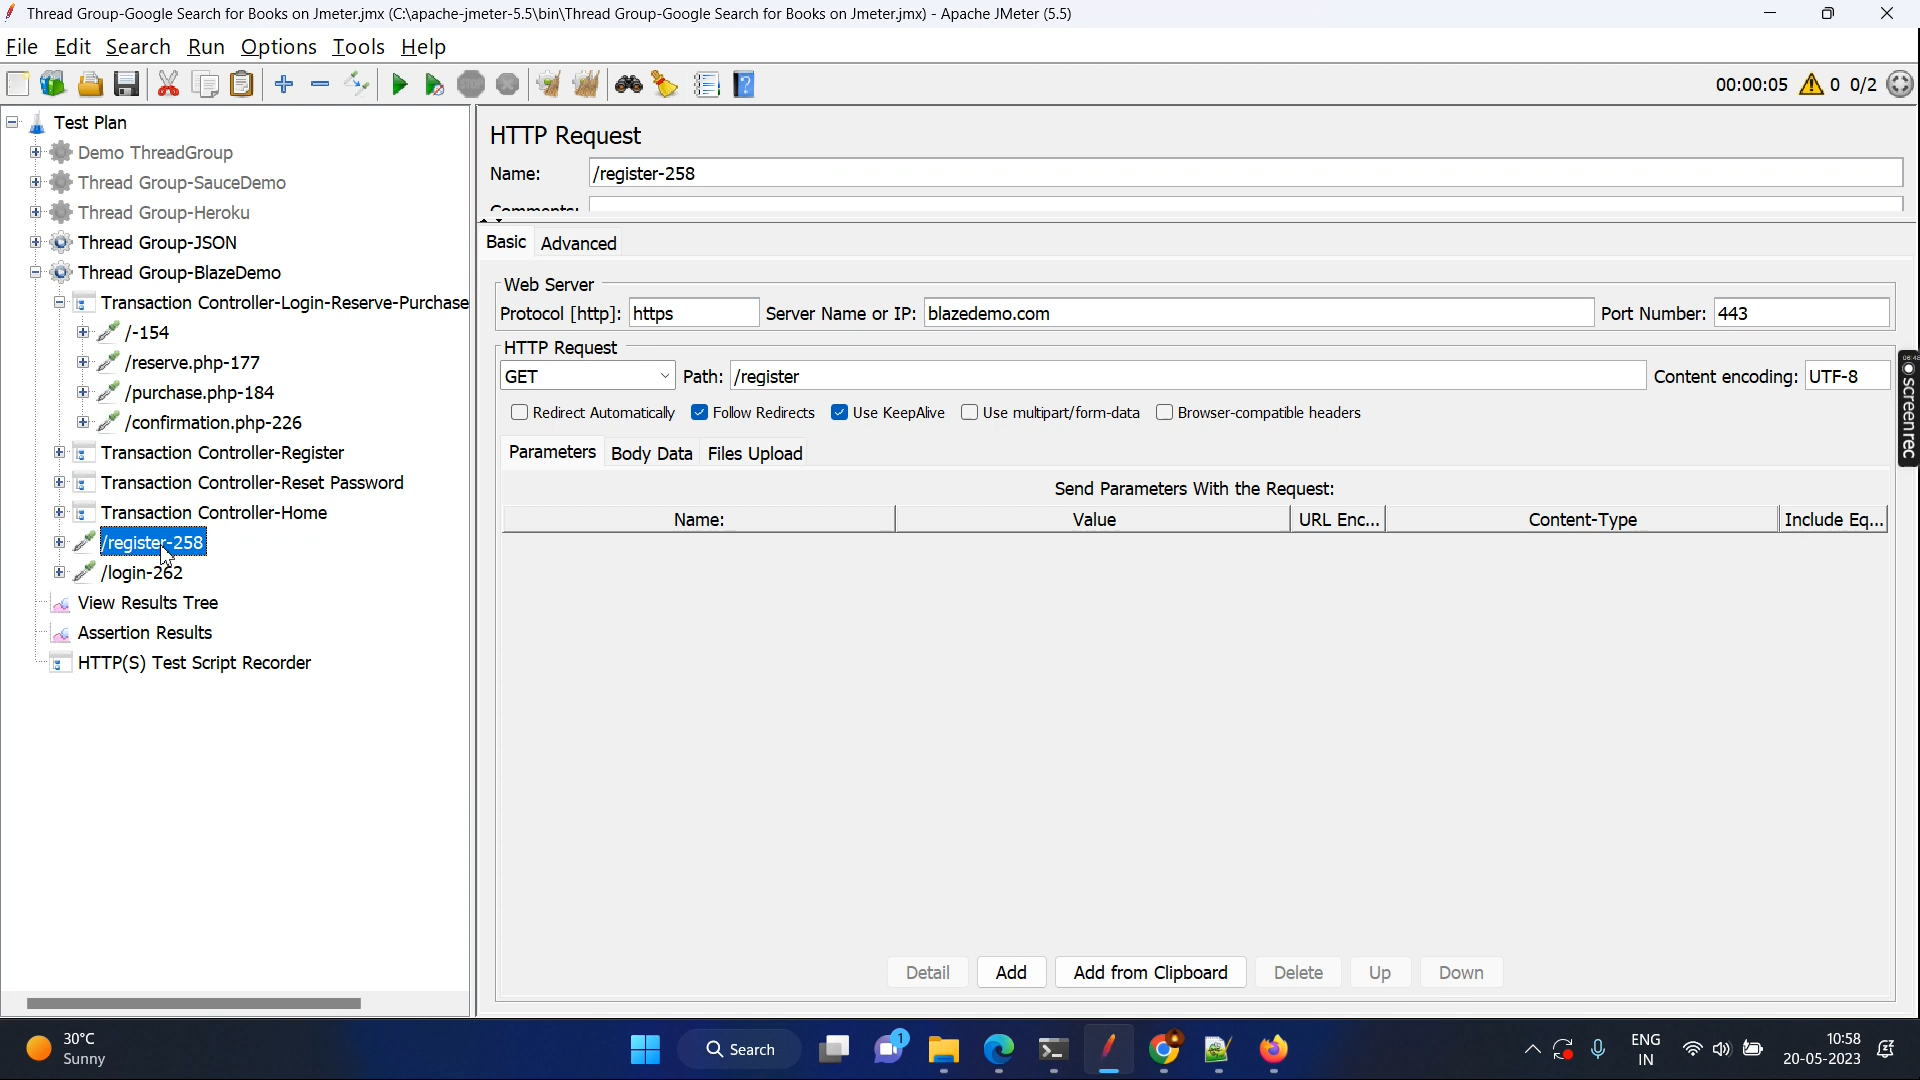 Thread Group-Google Search for Books on Jmeter.jmx (C:\apache-jmeter-5.5\bin\Thread Group-Google Search for Books on Jmeter.jmx) - Apache JMeter (5.5)
File Edit Search Run Options Tools Help
STOP ? 00:00:05 0 0/2
Test Plan
Demo ThreadGroup
Thread Group-SauceDemo
Thread Group-Heroku
Thread Group-JSON
Thread Group-BlazeDemo
Transaction Controller-Login-Reserve-Purchase
/-154
/reserve.php-177
/purchase.php-184
/confirmation.php-226
Transaction Controller-Register
Transaction Controller-Reset Password
Transaction Controller-Home
/register-258
/login-262
View Results Tree
Assertion Results
HTTP(S) Test Script Recorder
HTTP Request
Name: /register-258
Comments:
Basic Advanced
Web Server
Protocol [http]: https Server Name or IP: blazedemo.com Port Number: 443
HTTP Request
GET Path: /register Content encoding: UTF-8
Redirect Automatically Follow Redirects Use KeepAlive Use multipart/form-data Browser-compatible headers
Parameters Body Data Files Upload
Send Parameters With the Request:
Name: Value URL Enc... Content-Type Include Eq...
Detail Add Add from Clipboard Delete Up Down
screenrec
30°C
Sunny
Search
1
ENG
IN
10:58
20-05-2023